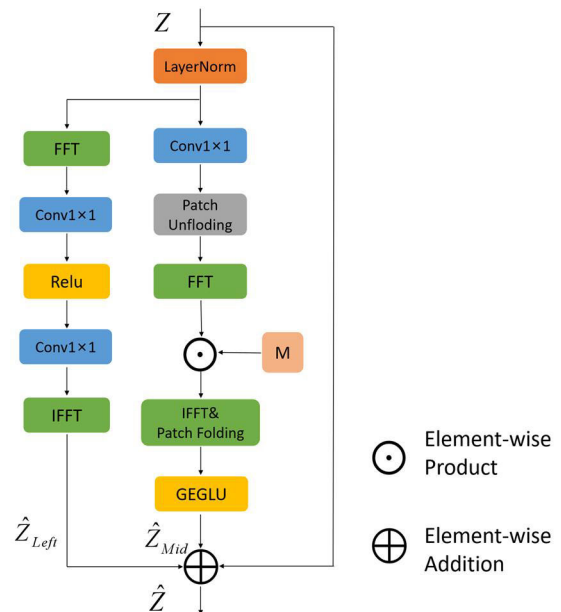 Z
LayerNorm
FFT
Conv1×1
Conv1×1
Patch
Unfloding
Relu
FFT
Conv1×1
M
IFFT
IFFT&
Patch Folding
GEGLU
Ẑ_Left
Ẑ_Mid
Ẑ
Element-wise
Product
Element-wise
Addition